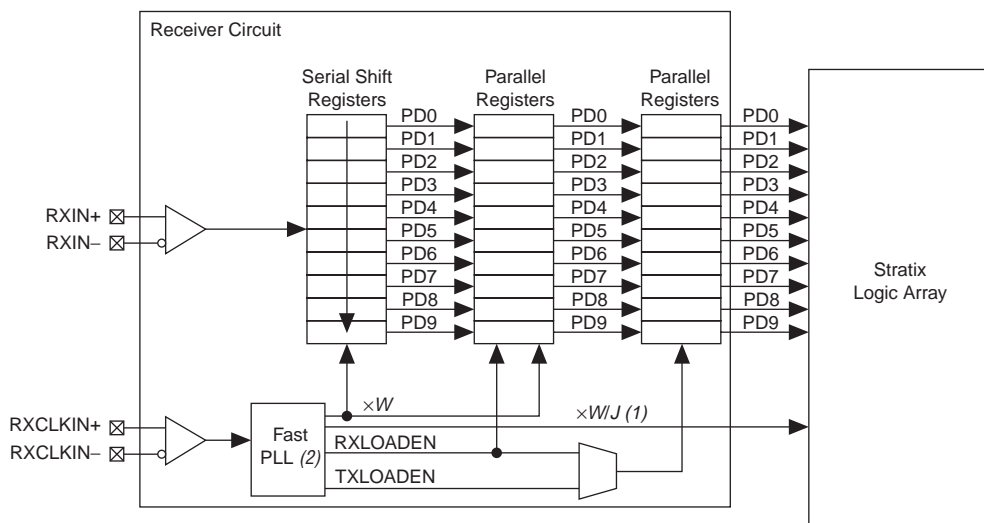 Receiver Circuit
Serial Shift
Registers
Parallel
Registers
Parallel
Registers
PD0 PD0 PD0
PD1 PD1 PD1
PD2 PD2 PD2
PD3 PD3 PD3
PD4 PD4 PD4
PD5 PD5 PD5
PD6 PD6 PD6
PD7 PD7 PD7
PD8 PD8 PD8
PD9 PD9 PD9
RXIN+
RXIN–
Stratix
Logic Array
×W
×W/J (1)
RXCLKIN+
RXCLKIN–
Fast
PLL (2)
RXLOADEN
TXLOADEN